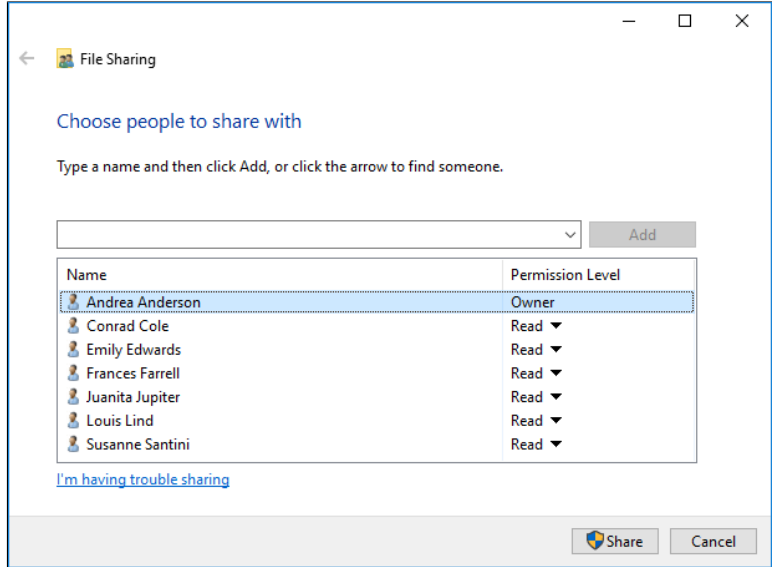 File Sharing
Choose people to share with
Type a name and then click Add, or click the arrow to find someone.
Add
Name Permission Level
Andrea Anderson Owner
Conrad Cole Read
Emily Edwards Read
Frances Farrell Read
Juanita Jupiter Read
Louis Lind Read
Susanne Santini Read
I'm having trouble sharing
Share Cancel